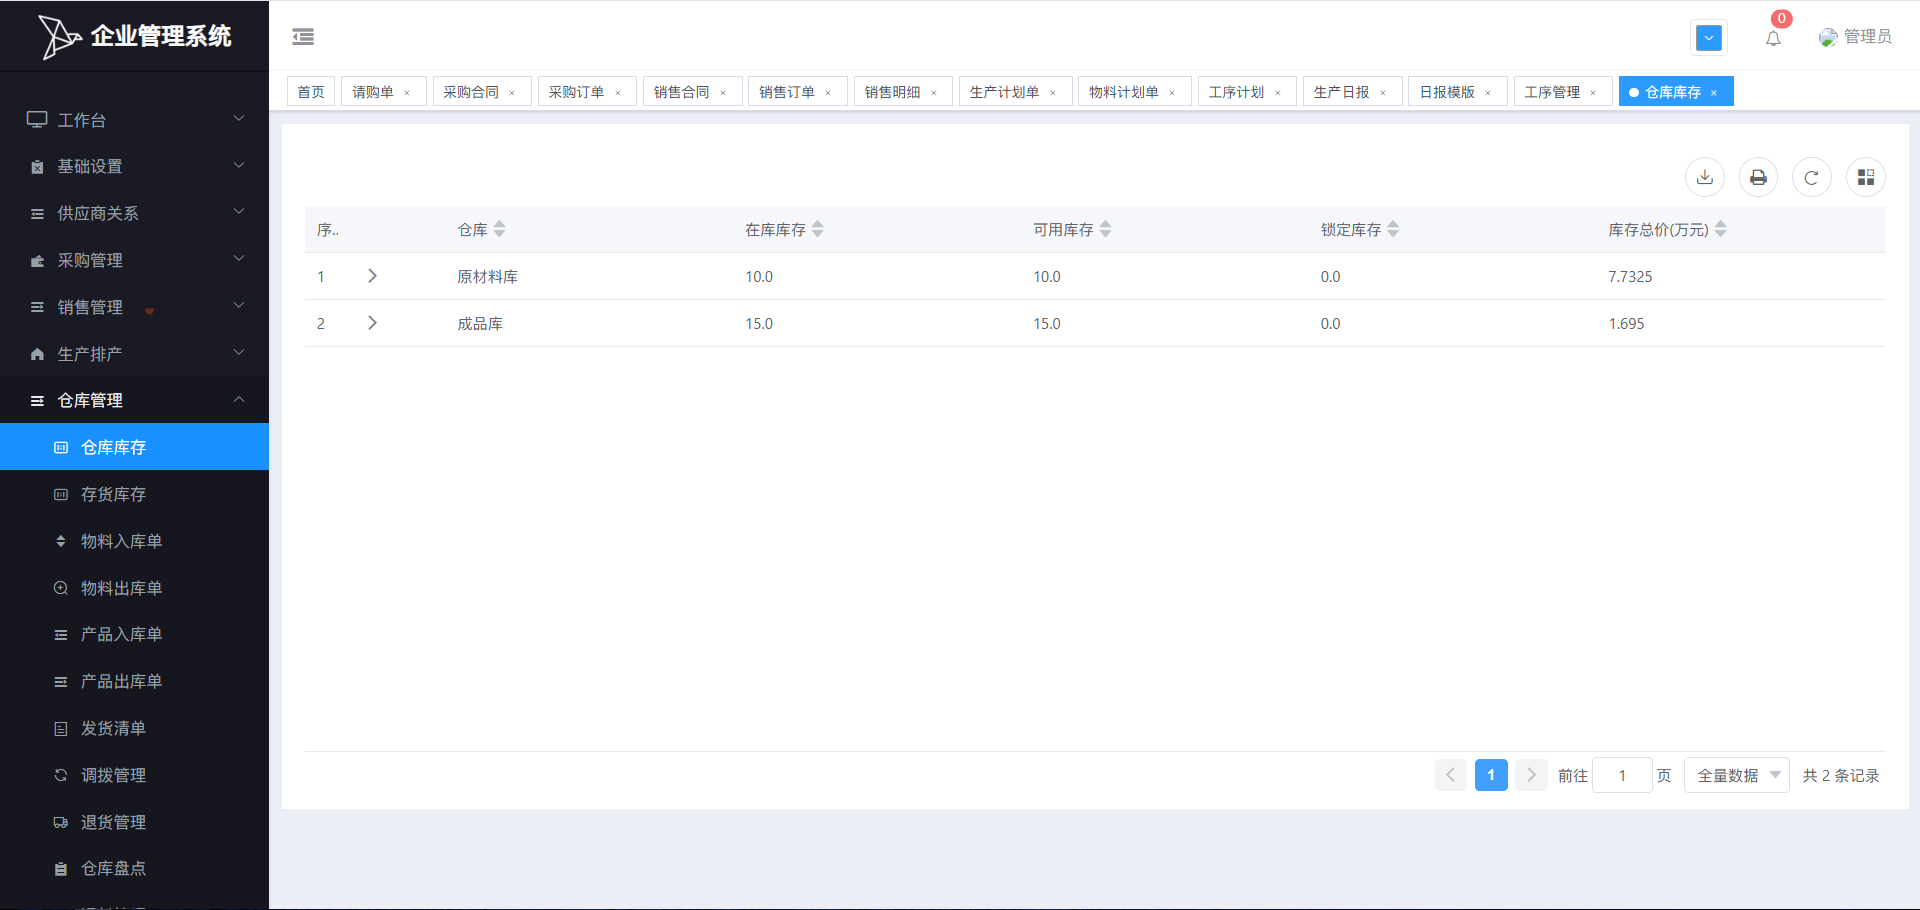 企业管理系统
0
管理员
首页 请购单 × 采购合同 × 采购订单 × 销售合同 × 销售订单 × 销售明细 × 生产计划单 × 物料计划单 × 工序计划 × 生产日报 × 日报模版 × 工序管理 × 仓库库存 ×
工作台
基础设置
供应商关系
采购管理
销售管理
生产排产
仓库管理
仓库库存
存货库存
物料入库单
物料出库单
产品入库单
产品出库单
发货清单
调拨管理
退货管理
仓库盘点
序.. 仓库 在库库存 可用库存 锁定库存 库存总价(万元)
1 原材料库 10.0 10.0 0.0 7.7325
2 成品库 15.0 15.0 0.0 1.695
1 前往 1 页 全量数据 共 2 条记录